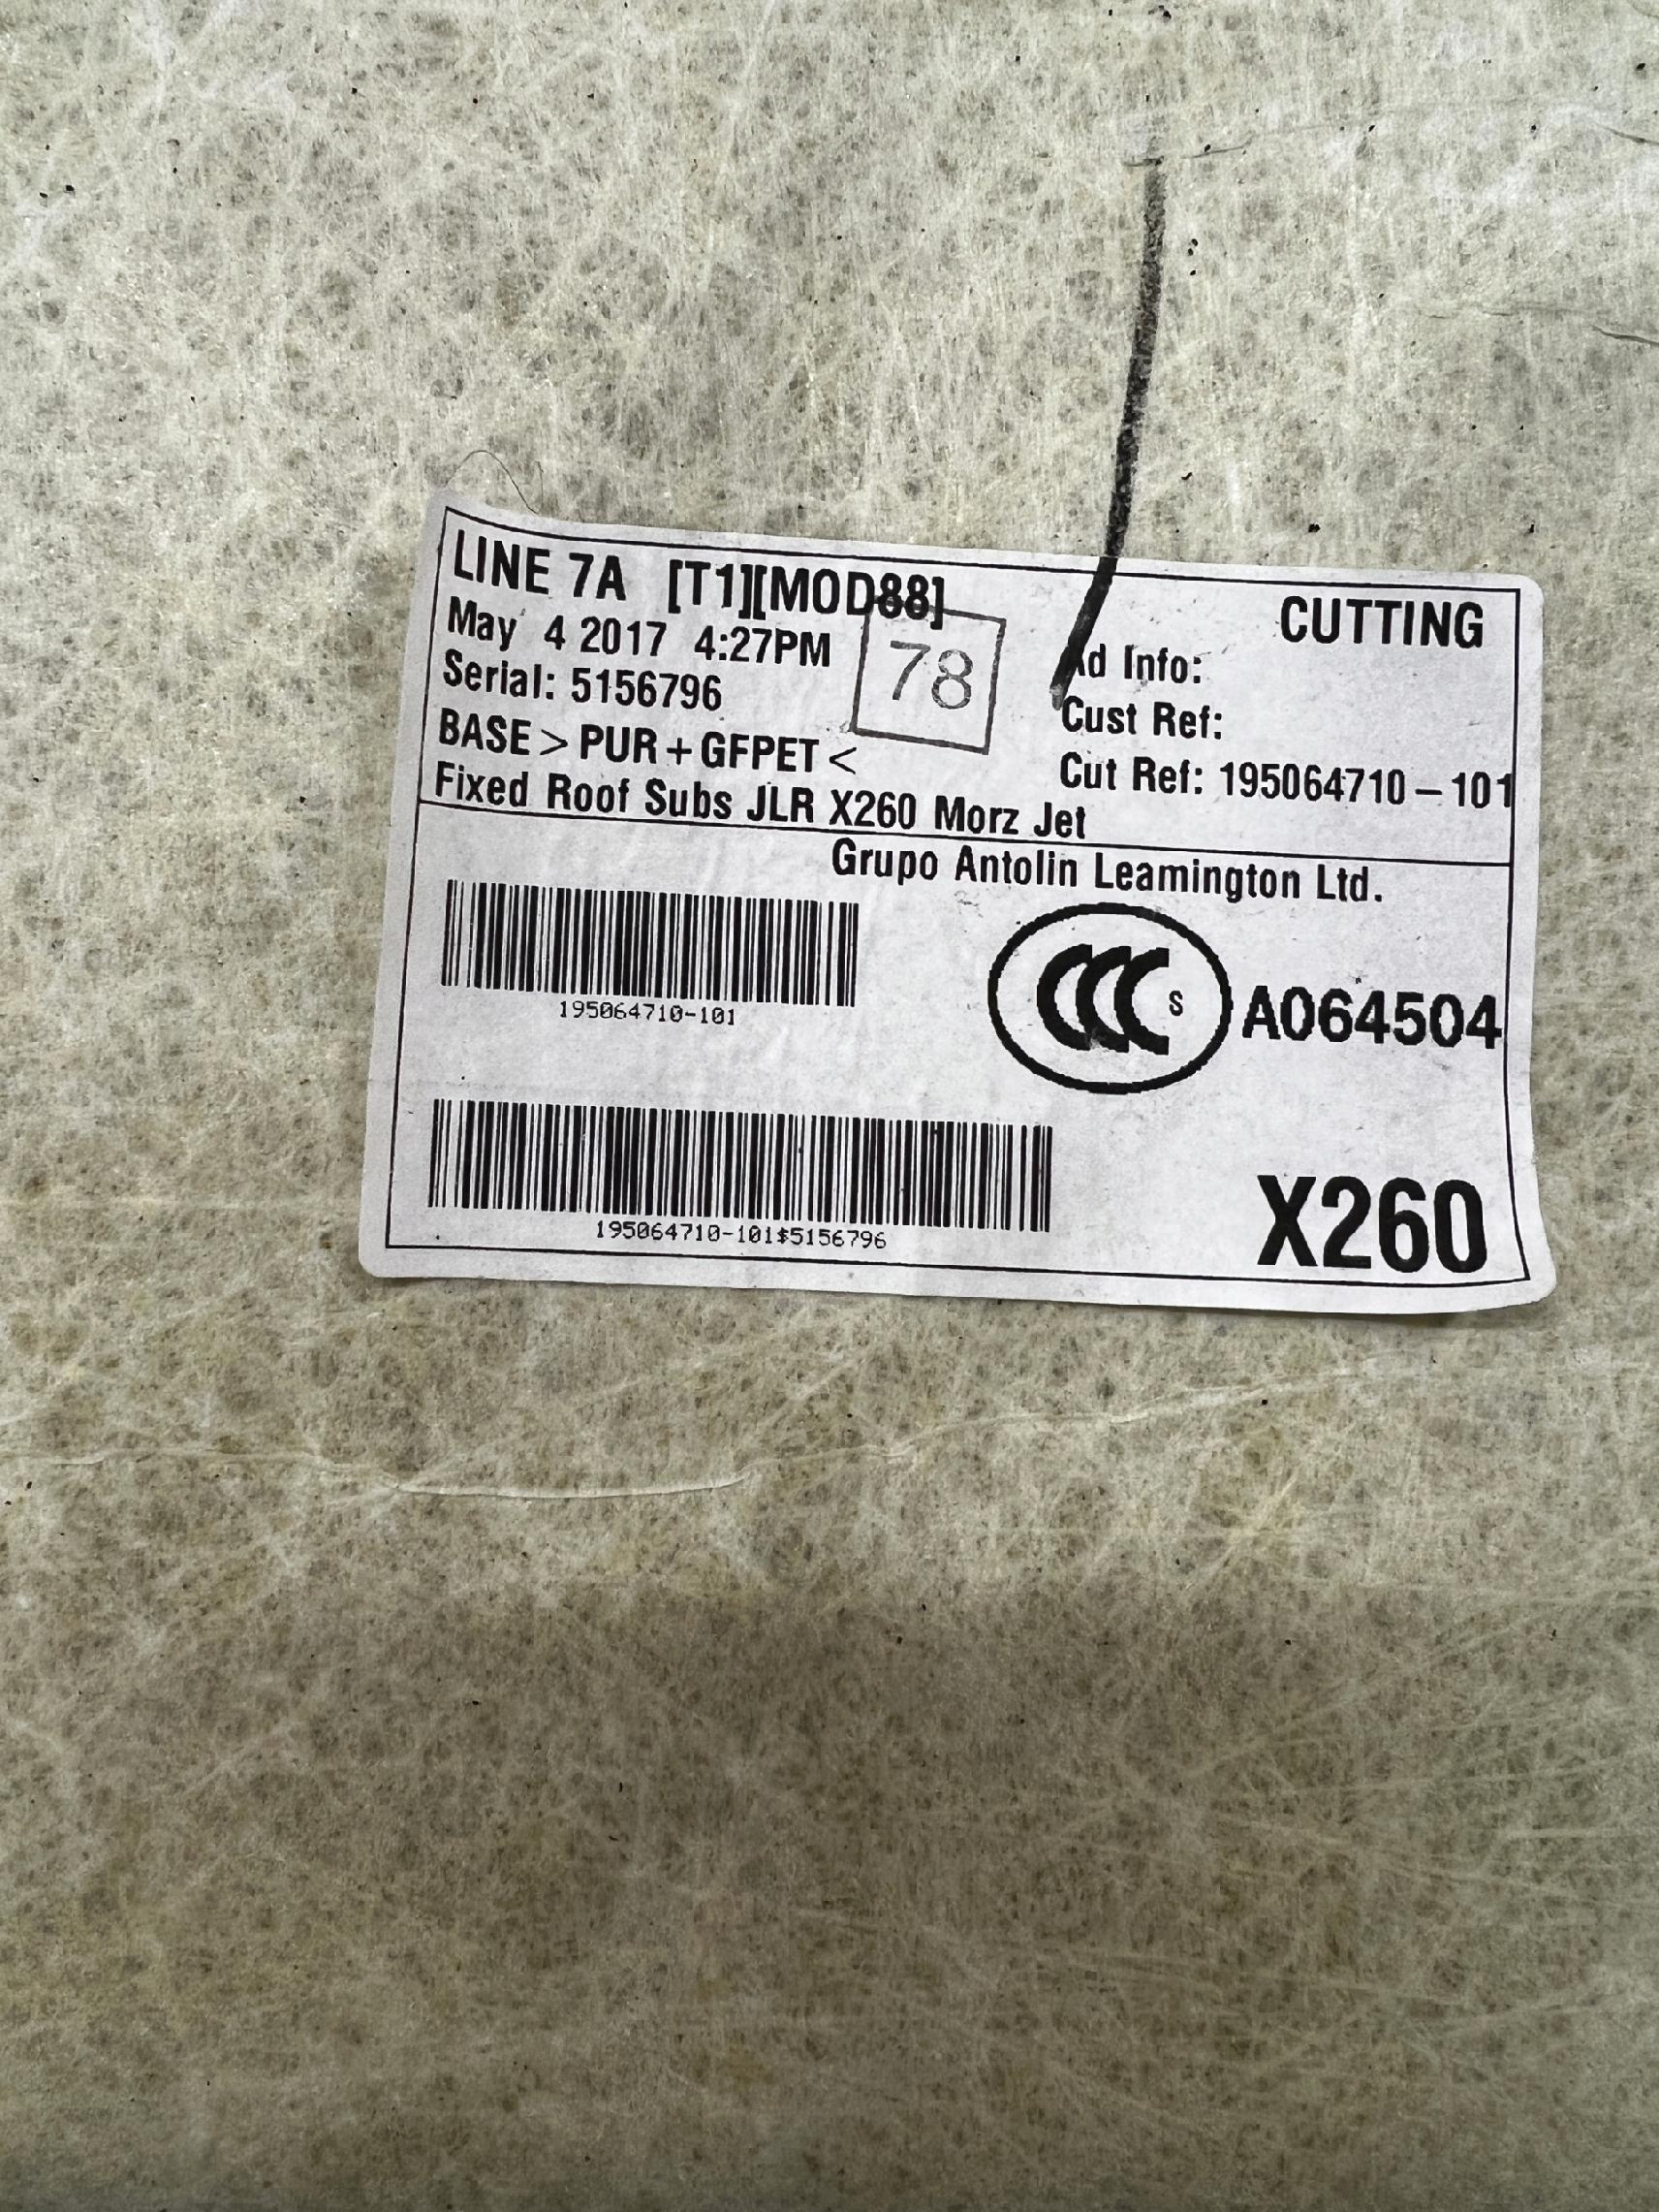 LINE 7A [T1][MOD88]
CUTTING
May 4 2017 4:27PM
78
Ad Info:
Serial: 5156796
Cust Ref:
BASE > PUR + GFPET <
Cut Ref: 195064710-101
Fixed Roof Subs JLR X260 Morz Jet
Grupo Antolin Leamington Ltd.
195064710-101
CCC S A064504
195064710-101$5156796
X260